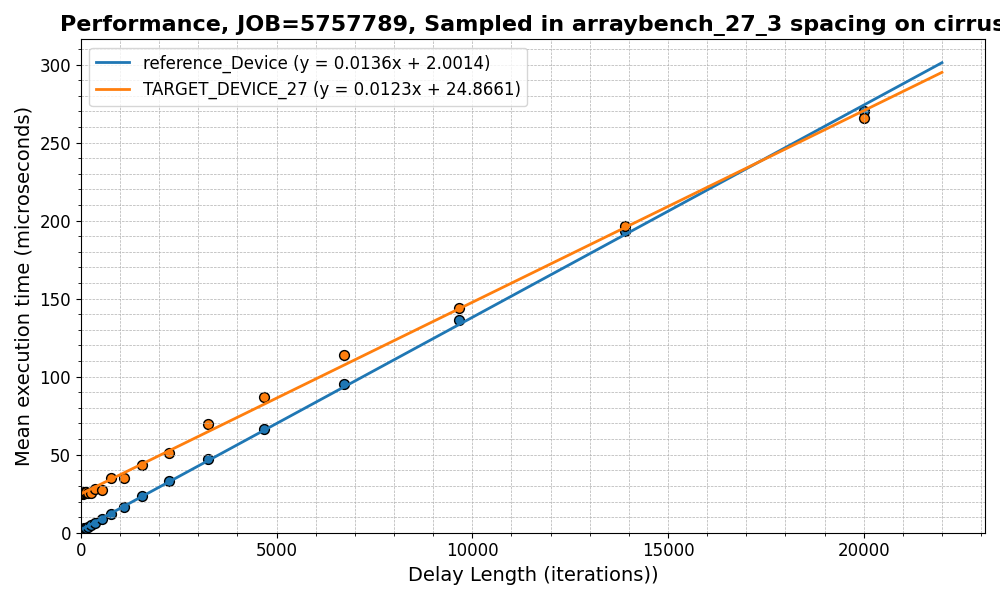 Performance, JOB=5757789, Sampled in arraybench_27_3 spacing on cirrus
reference_Device (y = 0.0136x + 2.0014)
TARGET_DEVICE_27 (y = 0.0123x + 24.8661)
Mean execution time (microseconds)
300
250
200
150
100
50
0
0 5000 10000 15000 20000
Delay Length (iterations))